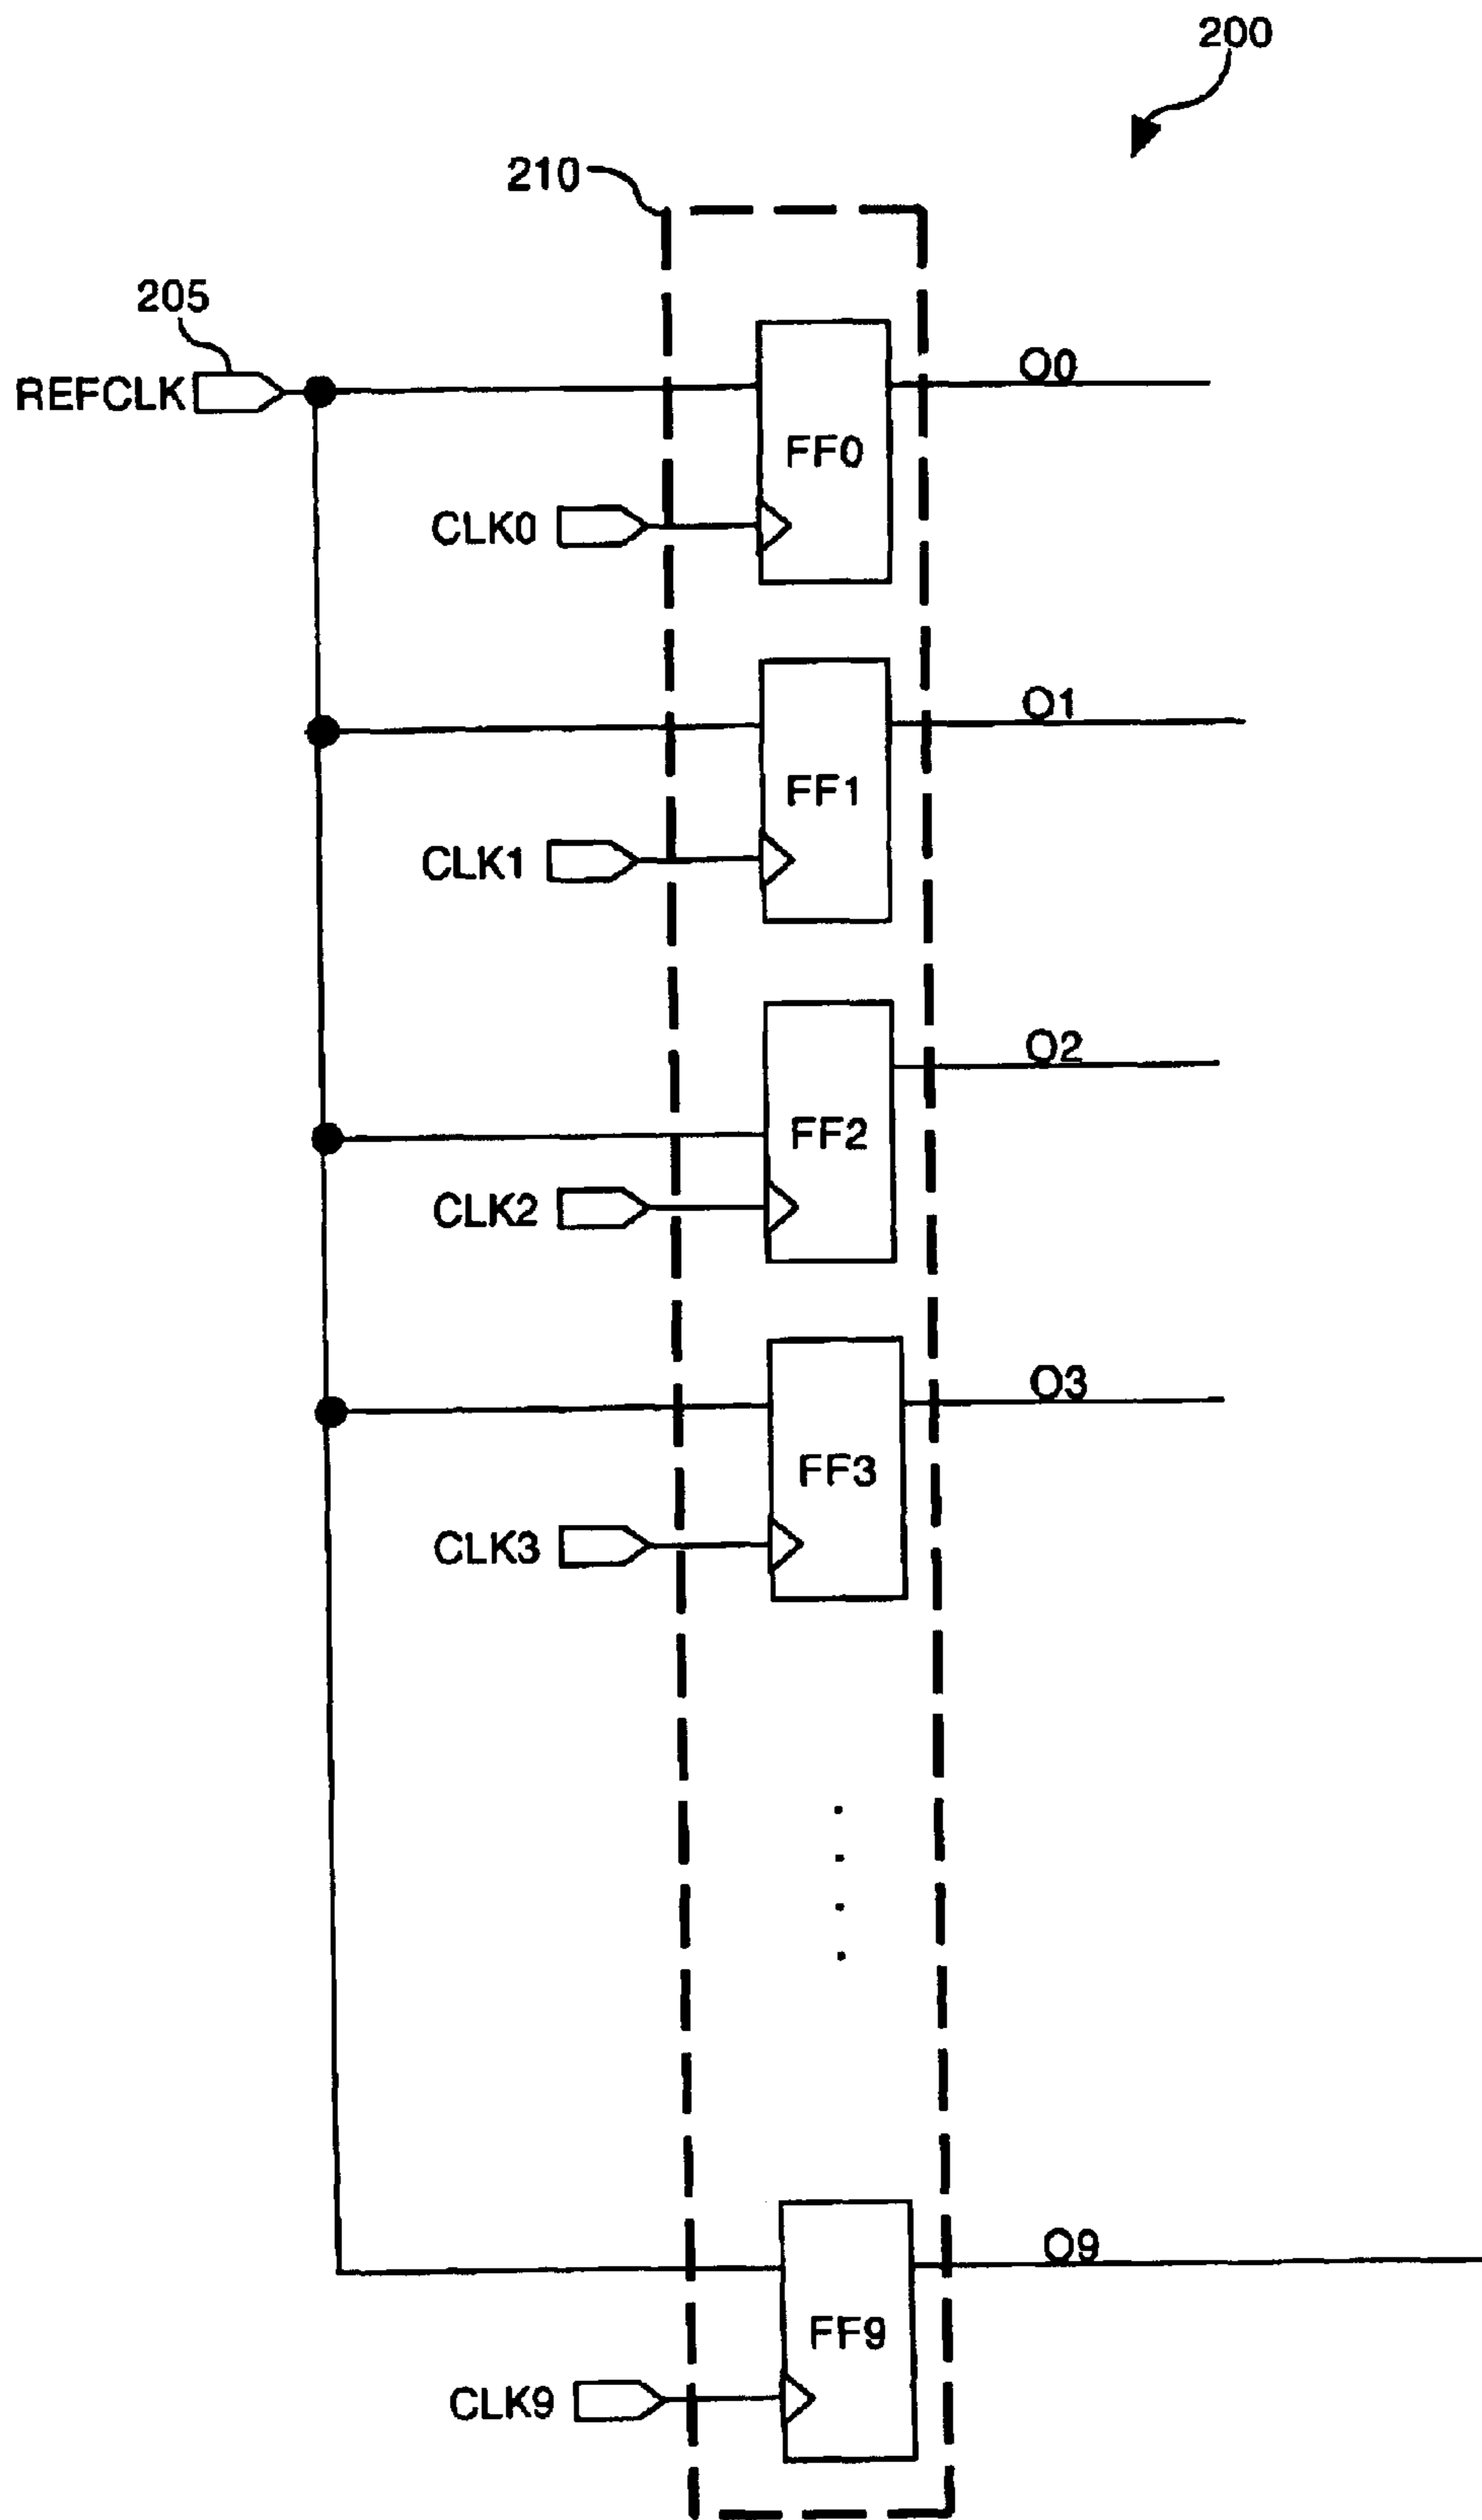 200
210
205
REFCLK
O0
FF0
CLK0
O1
FF1
CLK1
O2
FF2
CLK2
O3
FF3
CLK3
O9
FF9
CLK9